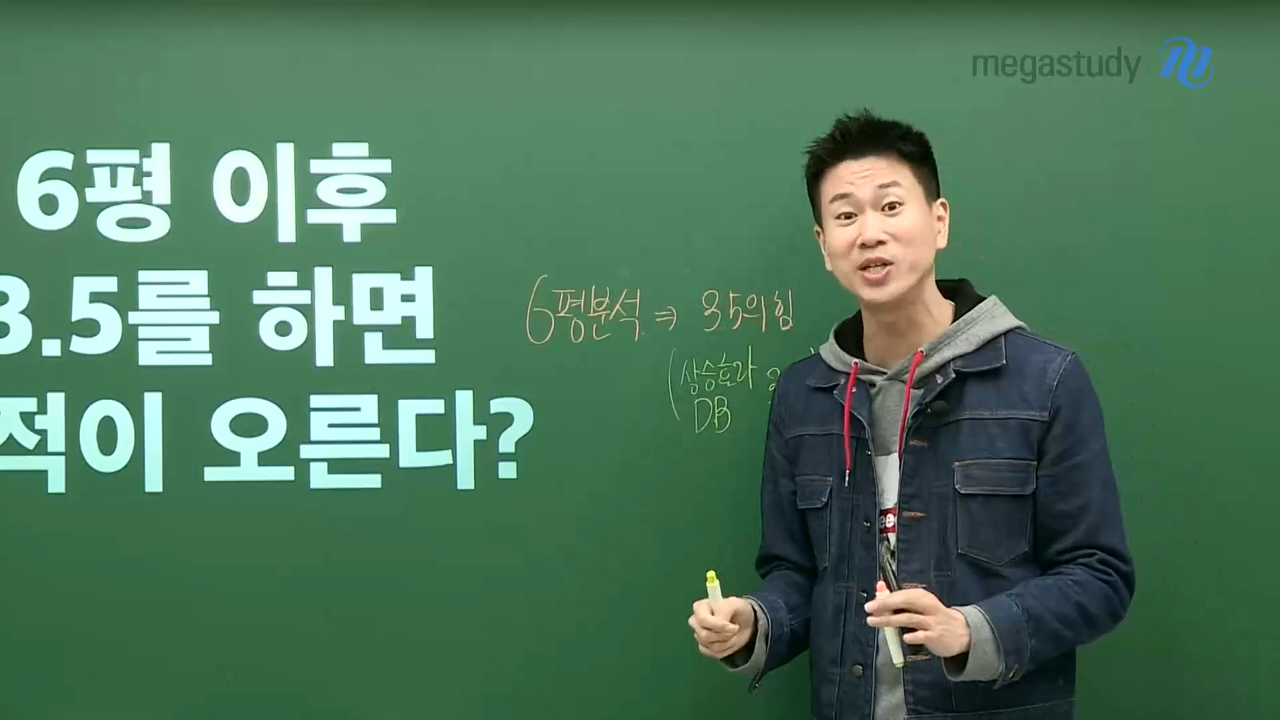 megastudy
6평 이후
3.5를 하면
적이 오른다?
6평분석 ⇒ 35의힘
(상승효과
DB